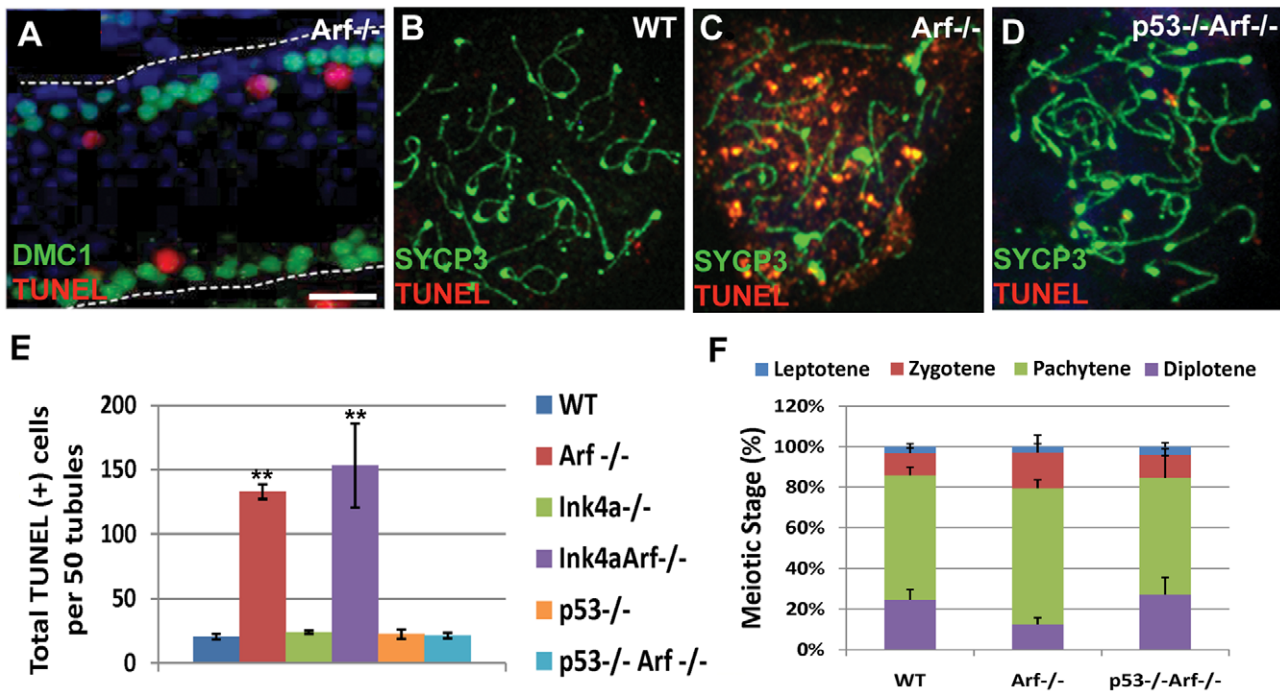 A
Arf-/-
DMC1
TUNEL
B
WT
SYCP3
TUNEL
C
Arf-/-
SYCP3
TUNEL
D
p53-/-Arf-/-
SYCP3
TUNEL
E
Total TUNEL (+) cells
per 50 tubules
200
150
100
50
0
**
**
WT
Arf -/-
Ink4a-/-
Ink4aArf-/-
p53-/-
p53-/- Arf -/-
F
Leptotene Zygotene Pachytene Diplotene
Meiotic Stage (%)
120%
100%
80%
60%
40%
20%
0%
WT Arf-/- p53-/-Arf-/-